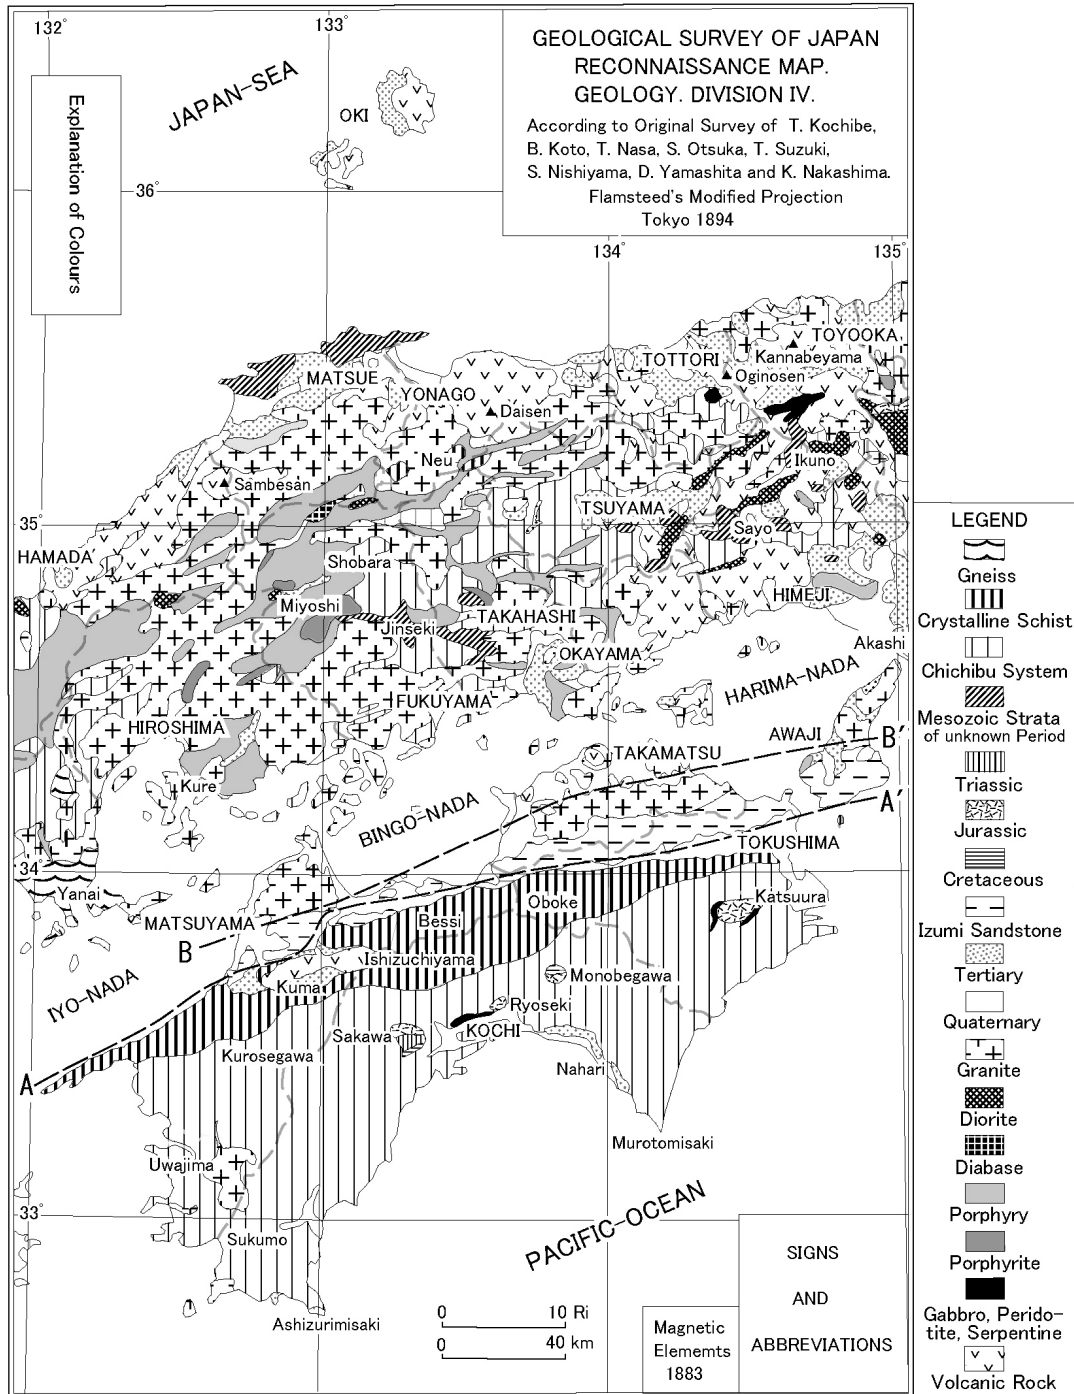 132°
133°
GEOLOGICAL SURVEY OF JAPAN
RECONNAISSANCE MAP.
GEOLOGY. DIVISION IV.
According to Original Survey of T. Kochibe,
B. Koto, T. Nasa, S. Otsuka, T. Suzuki,
S. Nishiyama, D. Yamashita and K. Nakashima.
Flamsteed's Modified Projection
Tokyo 1894
JAPAN-SEA
OKI
Explanation of Colours
36°
134°
135°
TOYOOKA
TOTTORI
Kannabeyama
Oginosen
MATSUE
YONAGO
Daisen
Neu
Ikuno
Sambesan
TSUYAMA
35°
Sayo
HAMADA
Shobara
HIMEJI
Miyoshi
TAKAHASHI
Jinseki
Akashi
OKAYAMA
HARIMA-NADA
FUKUYAMA
HIROSHIMA
AWAJI
B'
TAKAMATSU
Kure
A'
BINGO-NADA
TOKUSHIMA
34°
Yanai
Katsuura
Oboke
MATSUYAMA
Bessi
B
Ishizuchiyama
Monobegawa
IYO-NADA
Kuma
Ryoseki
Sakawa
KOCHI
Kurosegawa
Nahari
A
Murotomisaki
Uwajima
33°
PACIFIC-OCEAN
Sukumo
Ashizurimisaki
0 10 Ri
0 40 km
Magnetic
Elememts
1883
SIGNS
AND
ABBREVIATIONS
LEGEND
Gneiss
Crystalline Schist
Chichibu System
Mesozoic Strata
of unknown Period
Triassic
Jurassic
Cretaceous
Izumi Sandstone
Tertiary
Quaternary
Granite
Diorite
Diabase
Porphyry
Porphyrite
Gabbro, Perido-
tite, Serpentine
Volcanic Rock